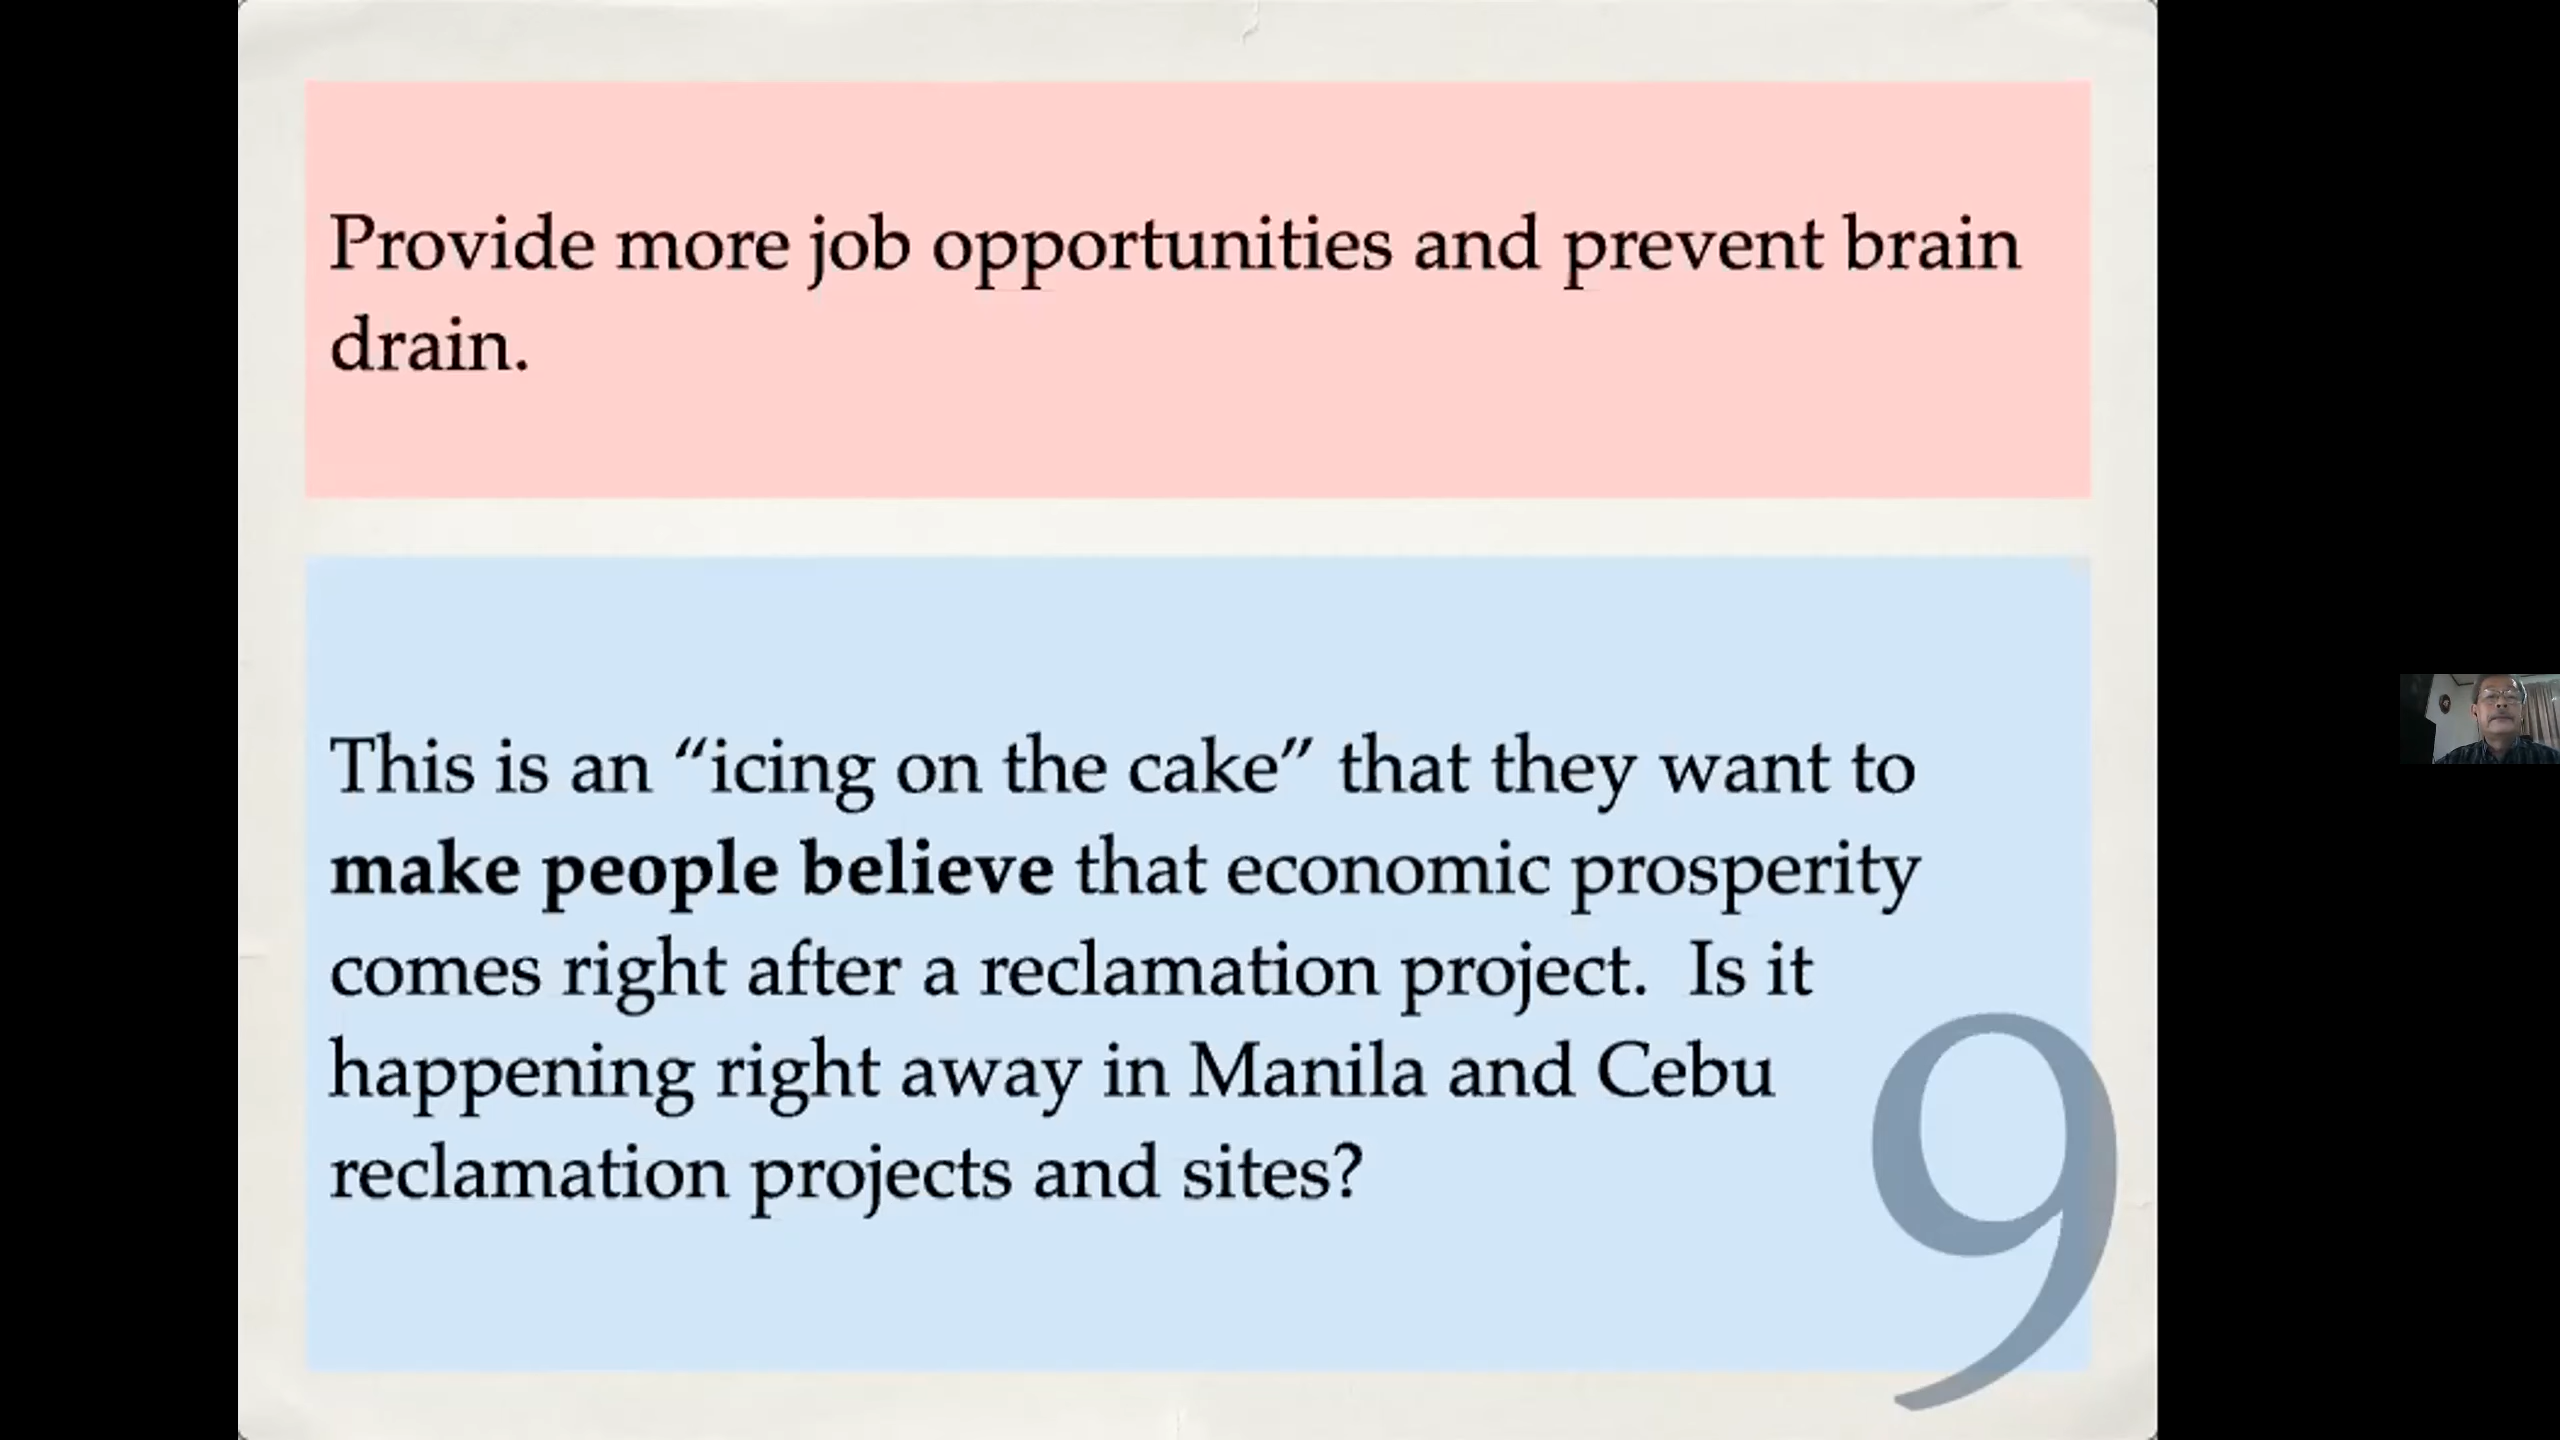 Provide more job opportunities and prevent brain
drain.
This is an “icing on the cake” that they want to
make people believe that economic prosperity
comes right after a reclamation project.  Is it
happening right away in Manila and Cebu
reclamation projects and sites?
9